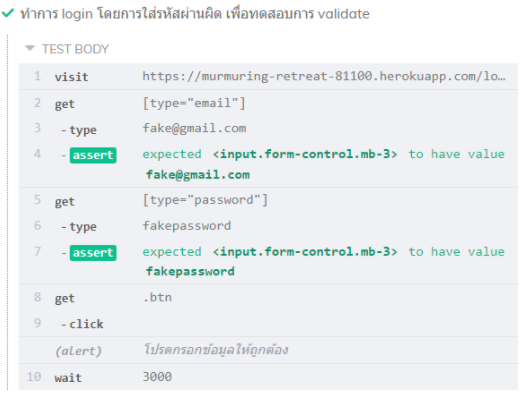 ทำการ login โดยการใส่รหัสผ่านผิด เพื่อทดสอบการ validate
TEST BODY
1 visit https://murmuring-retreat-81100.herokuapp.com/lo…
2 get [type="email"]
3 -type fake@gmail.com
4 -assert expected <input.form-control.mb-3> to have value
fake@gmail.com
5 get [type="password"]
6 -type fakepassword
7 -assert expected <input.form-control.mb-3> to have value
fakepassword
8 get .btn
9 -click
(alert) โปรดกรอกข้อมูลให้ถูกต้อง
10 wait 3000